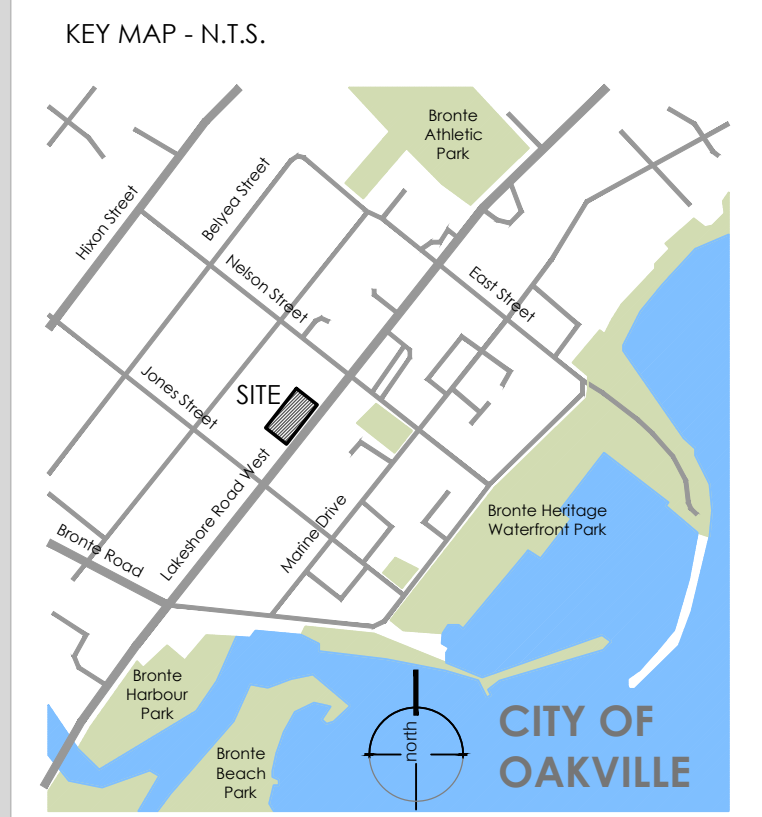 KEY MAP - N.T.S.
Bronte
Athletic
Park
Hixon Street
Belyea Street
Nelson Street
East Street
Jones Street
SITE
Lakeshore Road West
Marine Drive
Bronte Road
Bronte Heritage
Waterfront Park
Bronte
Harbour
Park
Bronte
Beach
Park
north
CITY OF
OAKVILLE